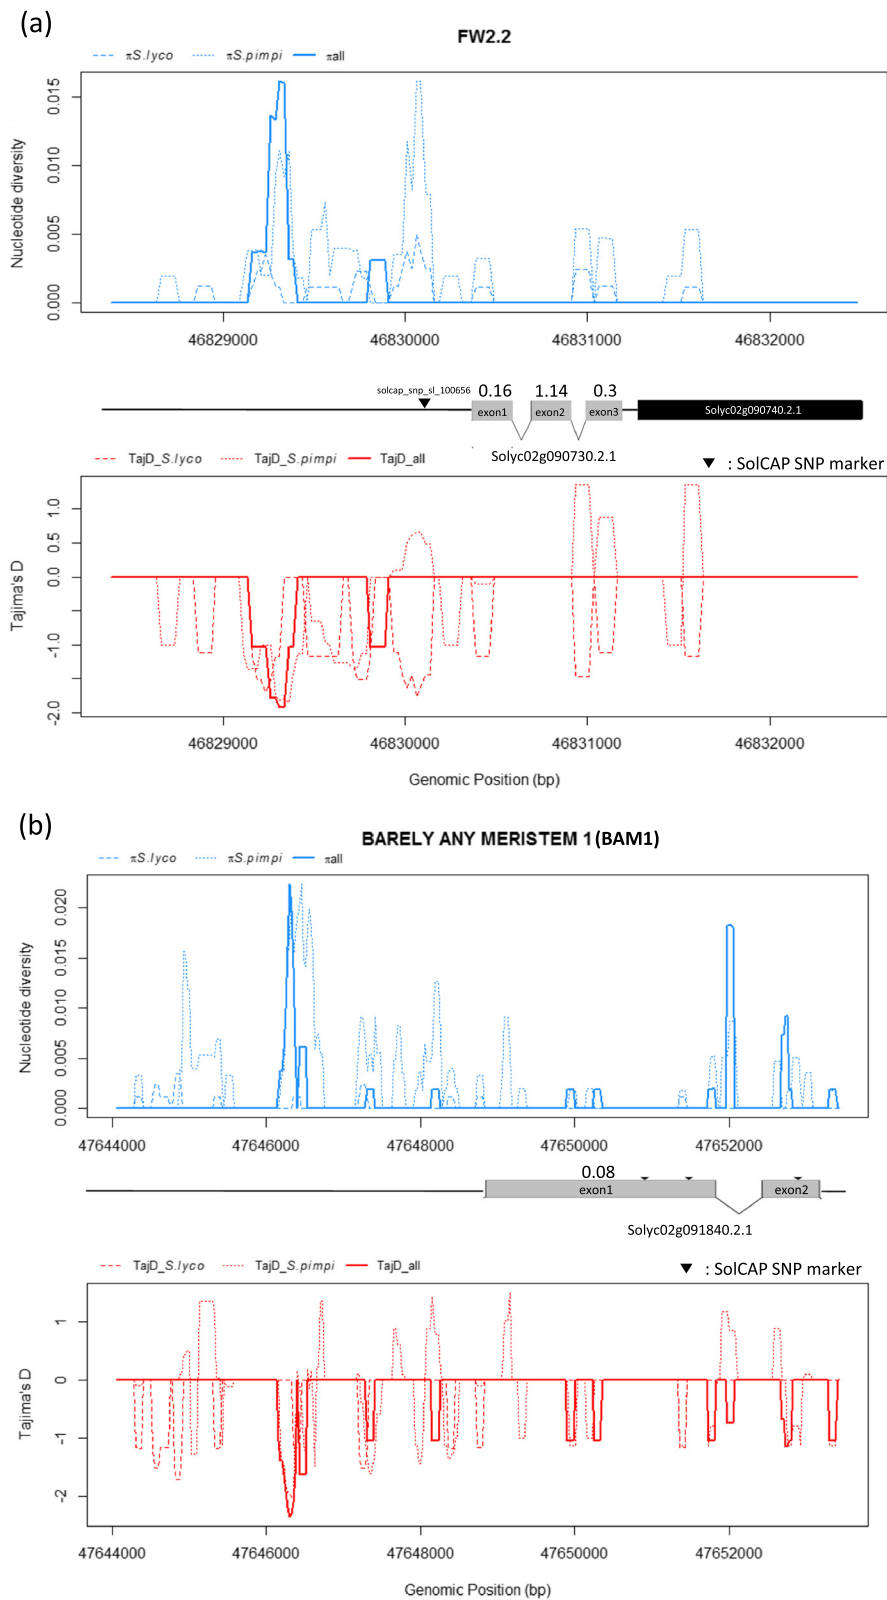 (a)
FW2.2
πS.lyco πS.pimpi πall
Nucleotide diversity
0.015
0.010
0.005
0.000
46829000 46830000 46831000 46832000
solcap_snp_sl_100656 0.16 1.14 0.3
exon1 exon2 exon3 Solyc02g090740.2.1
Solyc02g090730.2.1
TajD_S.lyco TajD_S.pimpi TajD_all
▼ : SolCAP SNP marker
Tajima's D
1.0
0.5
0.0
-1.0
-2.0
46829000 46830000 46831000 46832000
Genomic Position (bp)
(b)
BARELY ANY MERISTEM 1 (BAM1)
πS.lyco πS.pimpi πall
Nucleotide diversity
0.020
0.015
0.010
0.005
0.000
47644000 47646000 47648000 47650000 47652000
0.08
exon1 exon2
Solyc02g091840.2.1
TajD_S.lyco TajD_S.pimpi TajD_all
▼ : SolCAP SNP marker
Tajima's D
1
0
-1
-2
47644000 47646000 47648000 47650000 47652000
Genomic Position (bp)